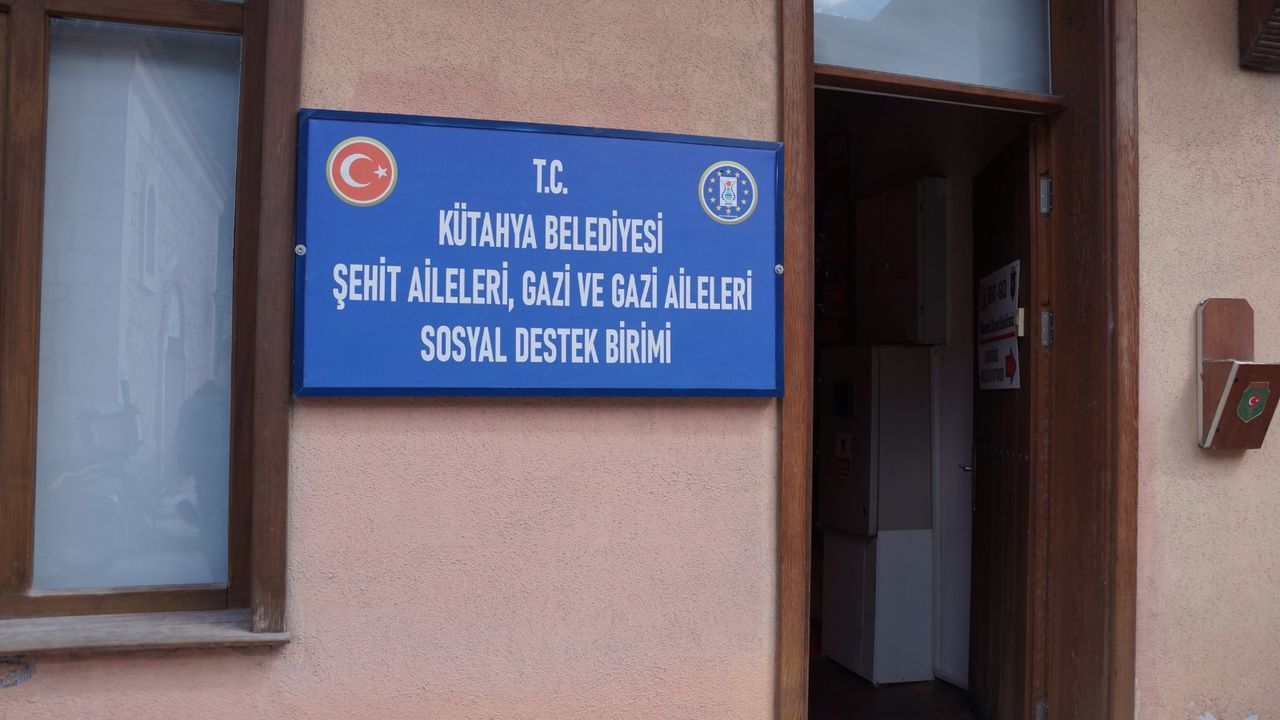 T.C.
KÜTAHYA BELEDİYESİ
ŞEHİT AİLELERİ, GAZİ VE GAZİ AİLELERİ
SOSYAL DESTEK BİRİMİ